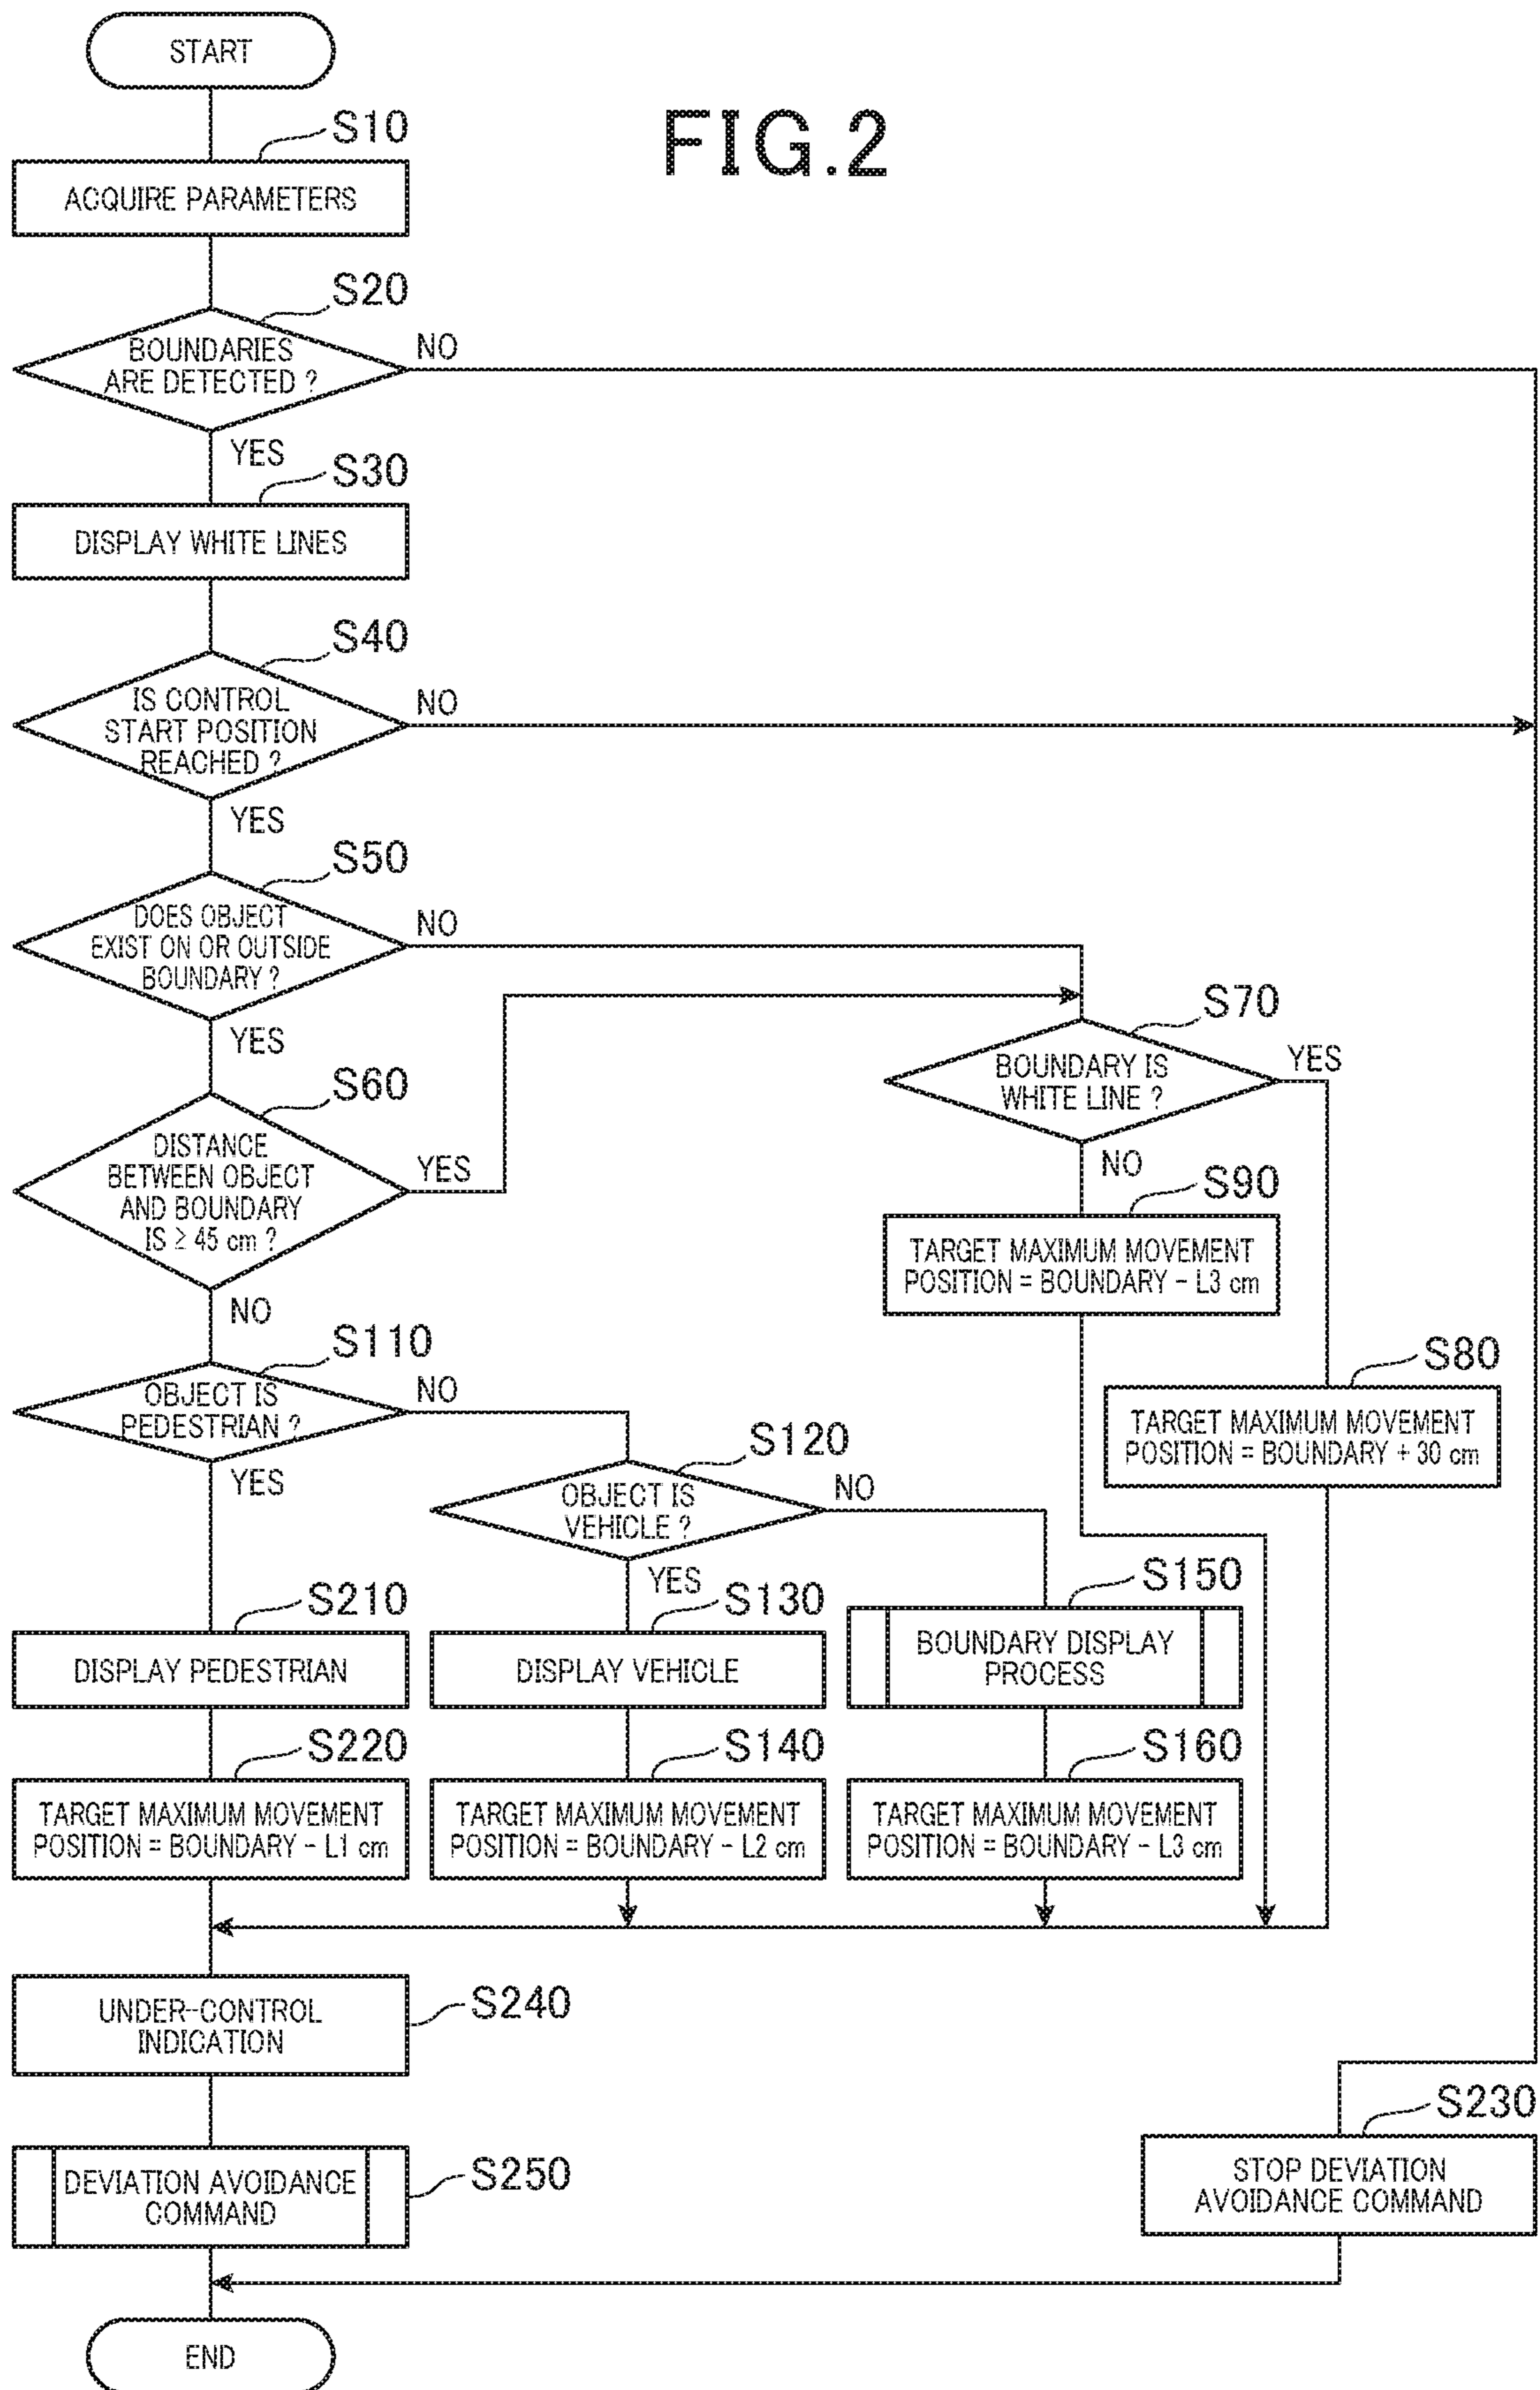 START
FIG.2
S10
ACQUIRE PARAMETERS
S20
BOUNDARIES
ARE DETECTED ?
NO
YES
S30
DISPLAY WHITE LINES
S40
IS CONTROL
START POSITION
REACHED ?
NO
YES
S50
DOES OBJECT
EXIST ON OR OUTSIDE
BOUNDARY ?
NO
YES
S60
DISTANCE
BETWEEN OBJECT
AND BOUNDARY
IS ≥ 45 cm ?
YES
NO
S70
BOUNDARY IS
WHITE LINE ?
YES
NO
S90
TARGET MAXIMUM MOVEMENT
POSITION = BOUNDARY - L3 cm
S80
TARGET MAXIMUM MOVEMENT
POSITION = BOUNDARY + 30 cm
S110
OBJECT IS
PEDESTRIAN ?
NO
YES
S120
OBJECT IS
VEHICLE ?
NO
YES
S210
DISPLAY PEDESTRIAN
S130
DISPLAY VEHICLE
S150
BOUNDARY DISPLAY
PROCESS
S220
TARGET MAXIMUM MOVEMENT
POSITION = BOUNDARY - L1 cm
S140
TARGET MAXIMUM MOVEMENT
POSITION = BOUNDARY - L2 cm
S160
TARGET MAXIMUM MOVEMENT
POSITION = BOUNDARY - L3 cm
S240
UNDER-CONTROL
INDICATION
S250
DEVIATION AVOIDANCE
COMMAND
S230
STOP DEVIATION
AVOIDANCE COMMAND
END